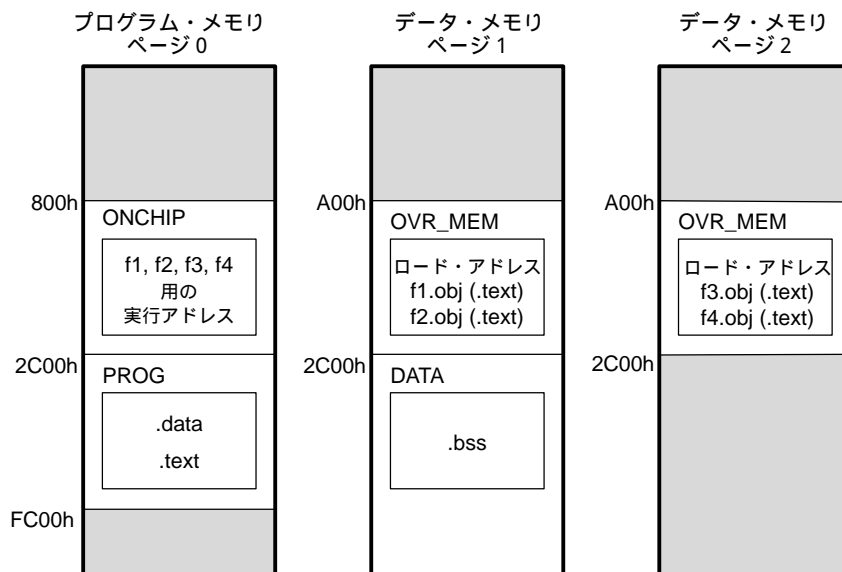 プログラム・メモリ
ページ 0
800h
ONCHIP
f1, f2, f3, f4
用の
実行アドレス
2C00h
PROG
.data
.text
FC00h
データ・メモリ
ページ 1
A00h
OVR_MEM
ロード・アドレス
f1.obj (.text)
f2.obj (.text)
2C00h
DATA
.bss
データ・メモリ
ページ 2
A00h
OVR_MEM
ロード・アドレス
f3.obj (.text)
f4.obj (.text)
2C00h